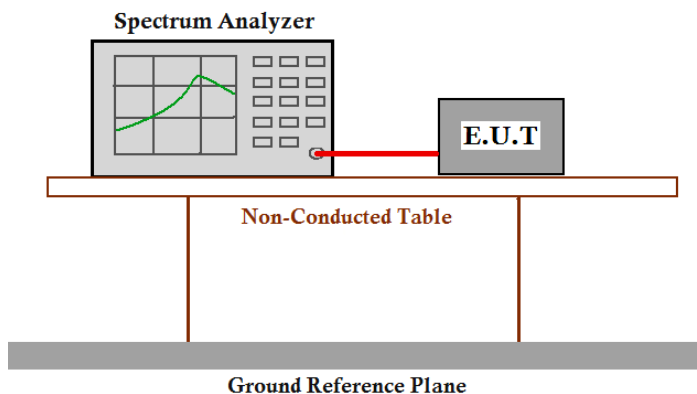 Spectrum Analyzer
E.U.T
Non-Conducted Table
Ground Reference Plane